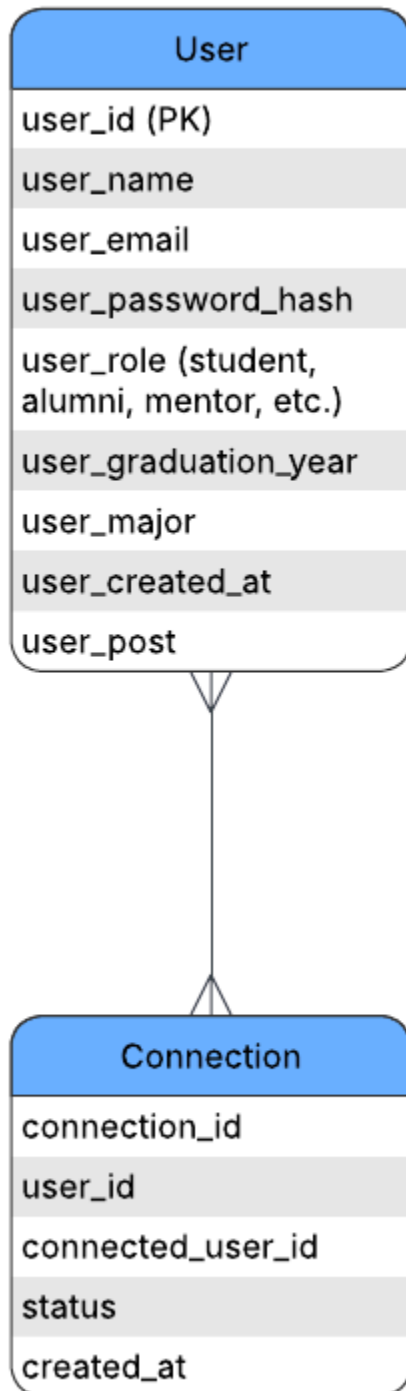 User
user_id (PK)
user_name
user_email
user_password_hash
user_role (student,
alumni, mentor, etc.)
user_graduation_year
user_major
user_created_at
user_post
Connection
connection_id
user_id
connected_user_id
status
created_at